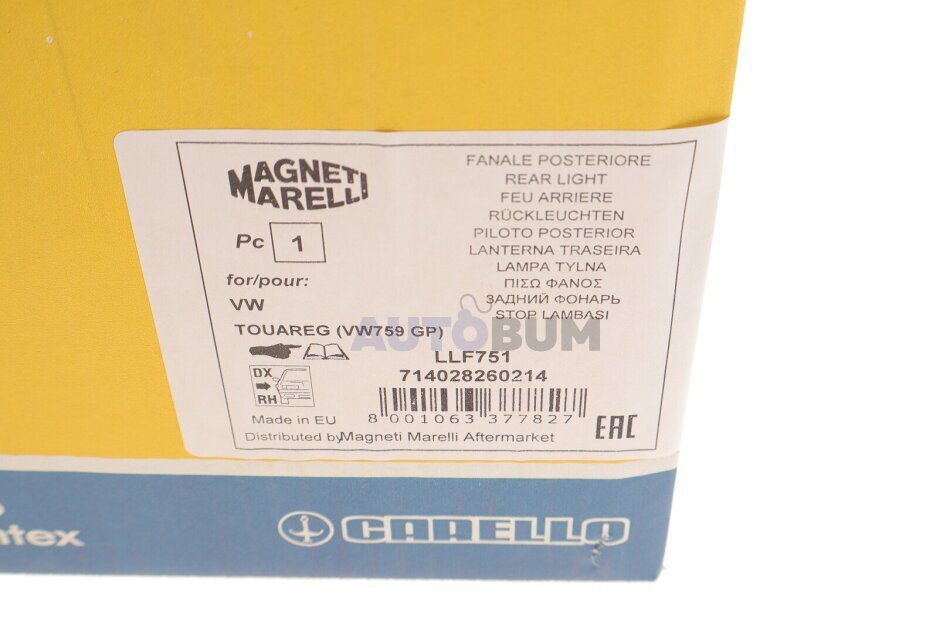 MAGNETI
MARELLI
Pc 1
for/pour:
VW
TOUAREG (VW759 GP)
DX
RH
Made in EU
Distributed by Magneti Marelli Aftermarket
FANALE POSTERIORE
REAR LIGHT
FEU ARRIERE
RÜCKLEUCHTEN
PILOTO POSTERIOR
LANTERNA TRASEIRA
LAMPA TYLNA
ΠΙΣΩ ΦΑΝΟΣ
ЗАДНИЙ ФОНАРЬ
STOP LAMBASI
AUTOBUM
LLF751
714028260214
8 001063 377827
EAC
CARELLO